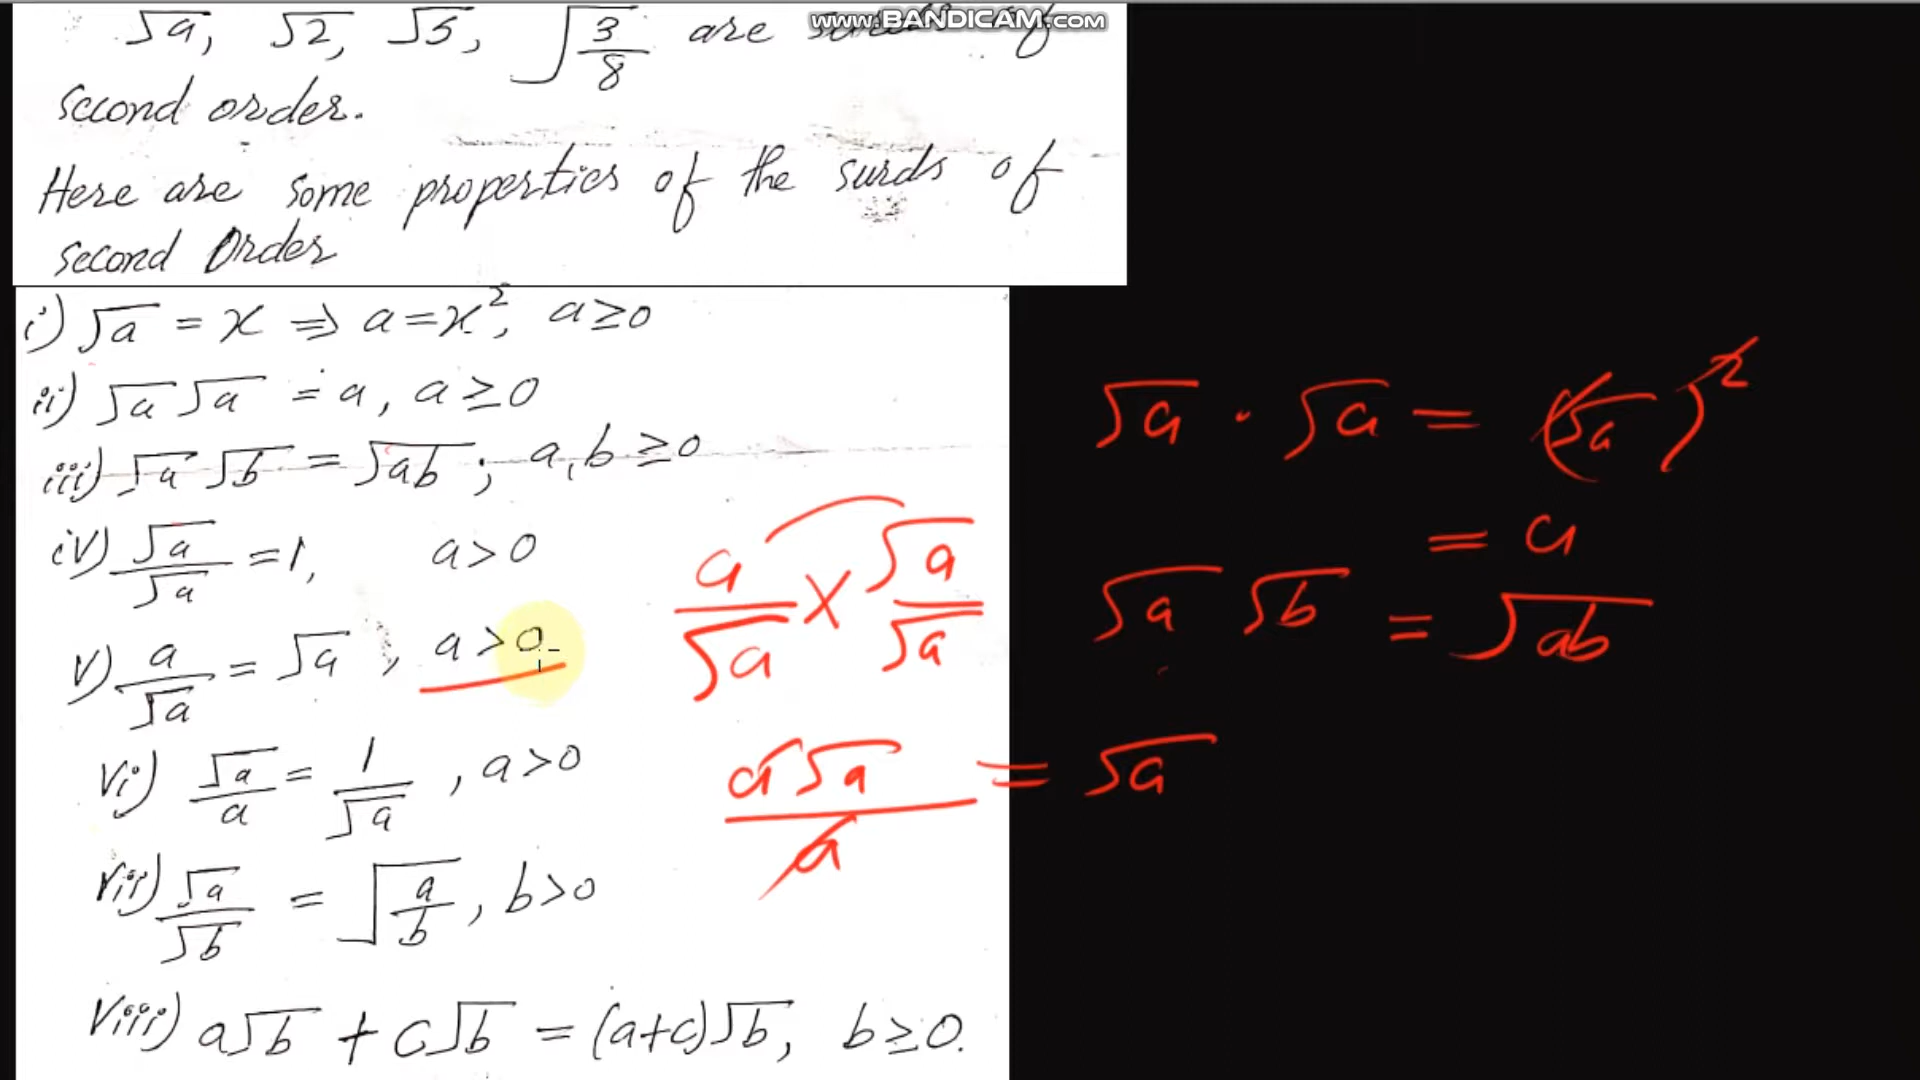 www.BANDICAM.com
√a, √2, √5, √(3/8) are surds of
second order.
Here are some properties of the surds of
second Order
i) √a = x ⇒ a = x², a ≥ 0
ii) √a √a = a, a ≥ 0
iii) √a √b = √ab ; a, b ≥ 0
iv) √a/√a = 1, a > 0
v) a/√a = √a, a > 0
vi) √a/a = 1/√a, a > 0
vii) √a/√b = √(a/b), b > 0
viii) a√b + c√b = (a+c)√b, b ≥ 0.
a/√a × √a/√a
a√a/a = √a
√a · √a = (√a)²
= a
√a √b = √ab